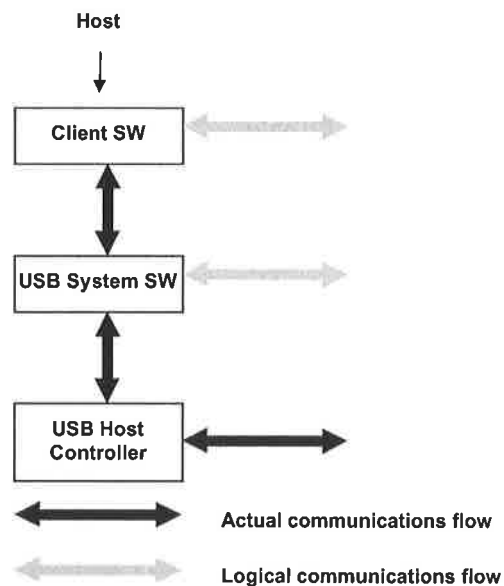 Host
Client SW
USB System SW
USB Host
Controller
Actual communications flow
Logical communications flow